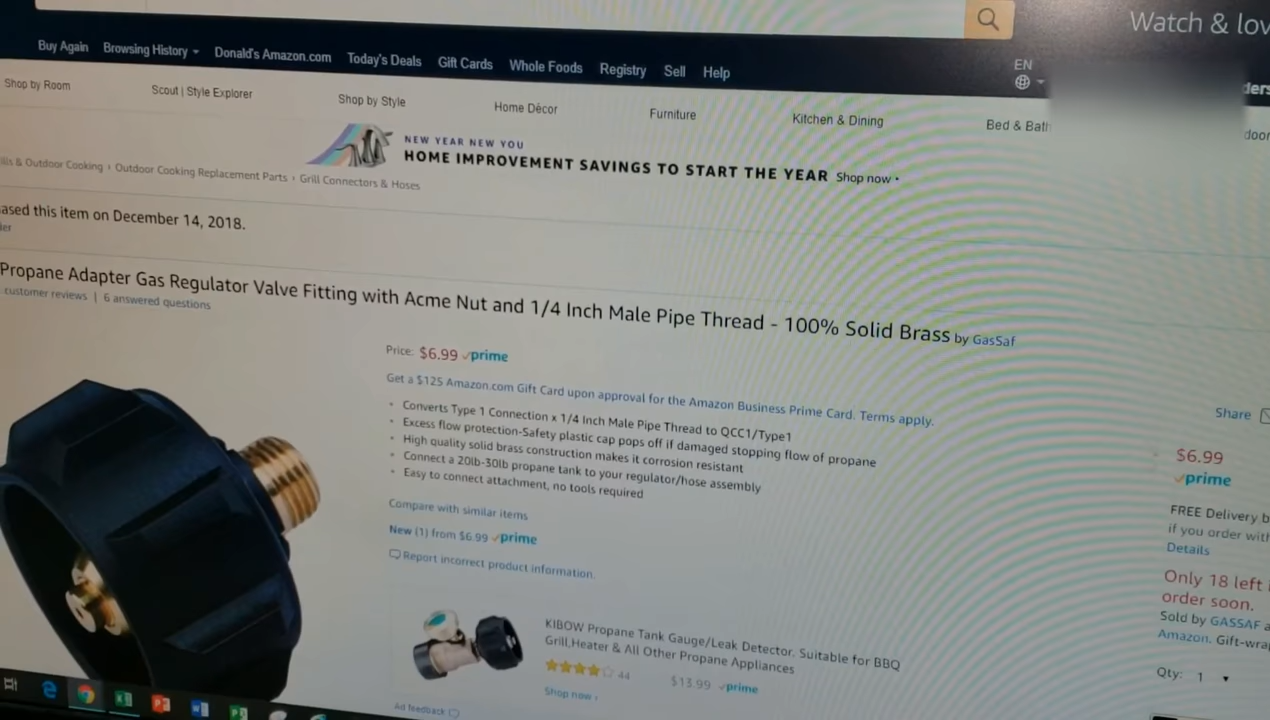 Watch & lov
Buy Again Browsing History Donald's Amazon.com Today's Deals Gift Cards Whole Foods Registry Sell Help
EN
ders
Shop by Room Scout | Style Explorer Shop by Style Home Décor Furniture Kitchen & Dining Bed & Bath
door
NEW YEAR NEW YOU
HOME IMPROVEMENT SAVINGS TO START THE YEAR Shop now ›
ills & Outdoor Cooking › Outdoor Cooking Replacement Parts › Grill Connectors & Hoses
ased this item on December 14, 2018.
der
Propane Adapter Gas Regulator Valve Fitting with Acme Nut and 1/4 Inch Male Pipe Thread - 100% Solid Brass by GasSaf
customer reviews | 6 answered questions
Price: $6.99 prime
Get a $125 Amazon.com Gift Card upon approval for the Amazon Business Prime Card. Terms apply.
• Converts Type 1 Connection x 1/4 Inch Male Pipe Thread to QCC1/Type1
• Excess flow protection-Safety plastic cap pops off if damaged stopping flow of propane
• High quality solid brass construction makes it corrosion resistant
• Connect a 20lb-30lb propane tank to your regulator/hose assembly
• Easy to connect attachment, no tools required
Compare with similar items
New (1) from $6.99 prime
Report incorrect product information.
KIBOW Propane Tank Gauge/Leak Detector. Suitable for BBQ
Grill,Heater & All Other Propane Appliances
44 $13.99 prime
Shop now ›
Ad feedback
Share
$6.99
prime
FREE Delivery b
if you order with
Details
Only 18 left i
order soon.
Sold by GASSAF a
Amazon. Gift-wra
Qty: 1